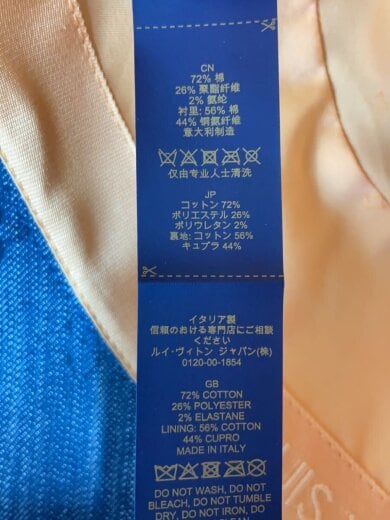 CN
72% 棉
26% 聚酯纤维
2% 氨纶
衬里: 56% 棉
44% 铜氨纤维
意大利制造
仅由专业人士清洗
JP
コットン 72%
ポリエステル 26%
ポリウレタン 2%
裏地: コットン 56%
キュプラ 44%
イタリア製
信頼のおける専門店にご相談
ください
ルイ・ヴィトン ジャパン(株)
0120-00-1854
GB
72% COTTON
26% POLYESTER
2% ELASTANE
LINING: 56% COTTON
44% CUPRO
MADE IN ITALY
DO NOT WASH, DO NOT
BLEACH, DO NOT TUMBLE
DRY, DO NOT IRON, DO